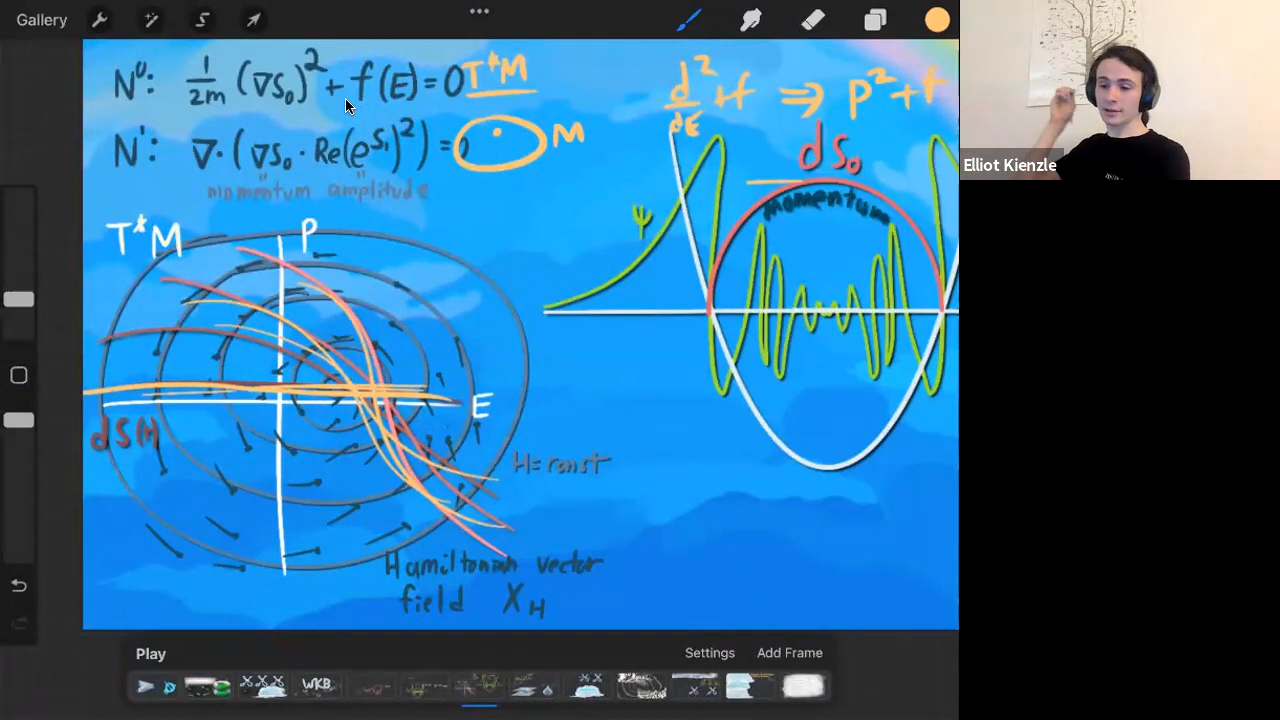 Gallery
N⁰: 1/2m (∇S₀)² + f(E) = 0 T*M
N¹: ∇·(∇S₀ · Re(e^S₁)²) = 0 M
momentum amplitude
d²/dE + f ⇒ p² + f
dS₀
momentum
ψ
T*M
P
E
dS(t)
H=const
Hamiltonian vector
field X_H
Elliot Kienzle
Play
Settings
Add Frame
WKB